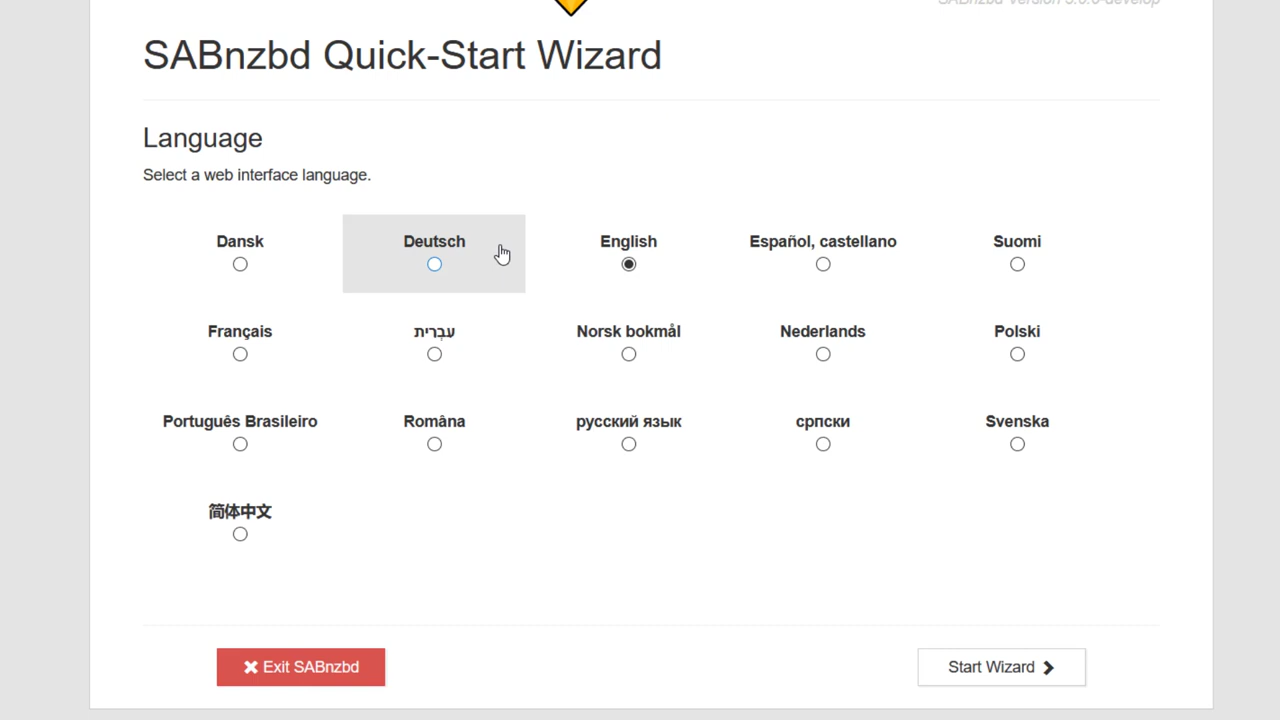 SABnzbd Quick-Start Wizard
Language
Select a web interface language.
Dansk
Deutsch
English
Español, castellano
Suomi
Français
עִבְרִית
Norsk bokmål
Nederlands
Polski
Português Brasileiro
Româna
русский язык
српски
Svenska
简体中文
Exit SABnzbd
Start Wizard